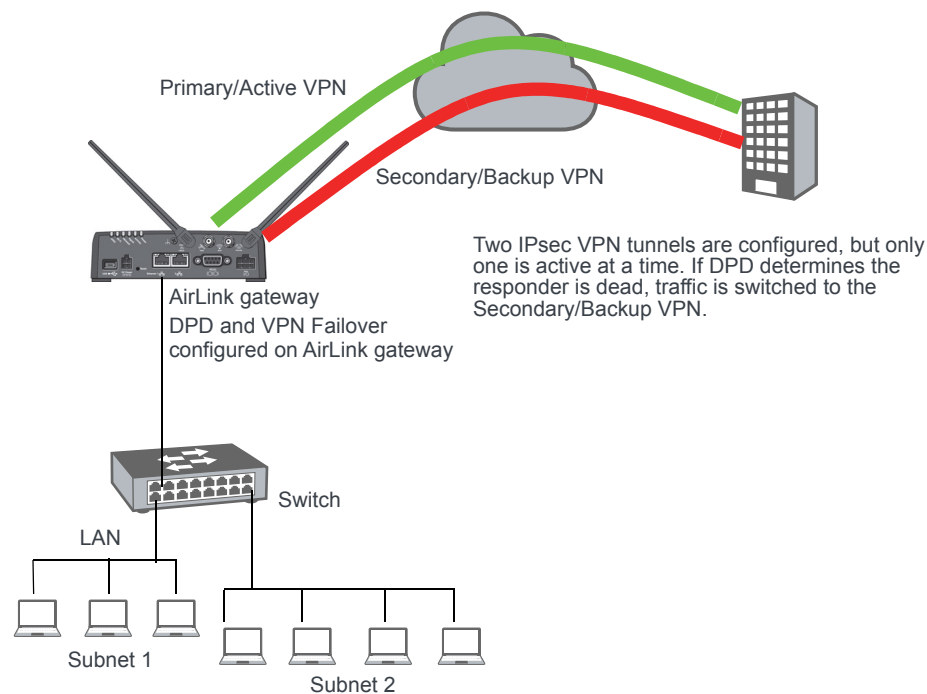 Primary/Active VPN
Secondary/Backup VPN
Two IPsec VPN tunnels are configured, but only
one is active at a time. If DPD determines the
responder is dead, traffic is switched to the
Secondary/Backup VPN.
AirLink gateway
DPD and VPN Failover
configured on AirLink gateway
Switch
LAN
Subnet 1
Subnet 2